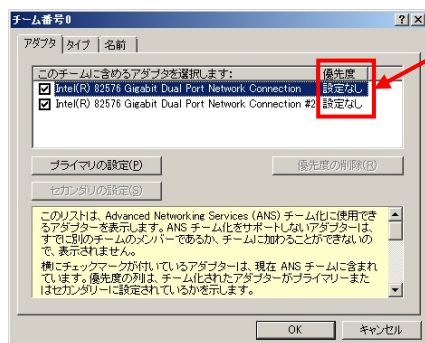 チーム番号0
アダプタ タイプ 名前
このチームに含めるアダプタを選択します: 優先度
Intel(R) 82576 Gigabit Dual Port Network Connection 設定なし
Intel(R) 82576 Gigabit Dual Port Network Connection #2 設定なし
プライマリの設定(P) 優先度の削除(R)
セカンダリの設定(S)
このリストは、Advanced Networking Services (ANS) チーム化に使用でき
るアダプターを表示します。ANS チーム化をサポートしないアダプターは、
すでに別のチームのメンバーであるか、チームに加わることができないの
で、表示されません。
横にチェックマークが付いているアダプターは、現在 ANS チームに含まれ
ています。優先度の列は、チーム化されたアダプターがプライマリーまた
はセカンダリーに設定されているかを示します。
OK キャンセル